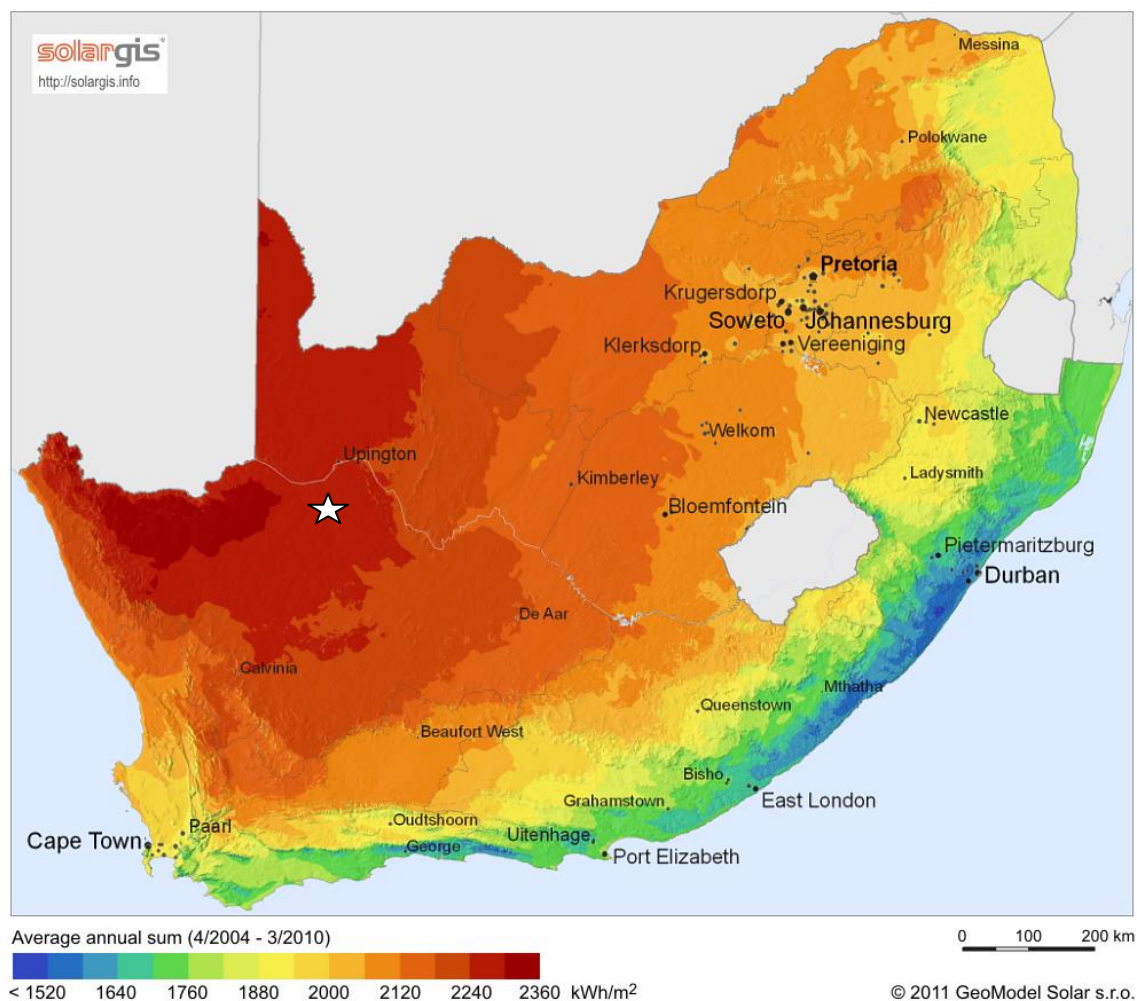 solargis
http://solargis.info
Messina
Polokwane
Pretoria
Krugersdorp
Soweto
Johannesburg
Klerksdorp
Vereeniging
Newcastle
Welkom
Upington
Ladysmith
Kimberley
Bloemfontein
Pietermaritzburg
Durban
De Aar
Calvinia
Mthatha
Queenstown
Beaufort West
Bisho
Grahamstown
East London
Oudtshoorn
Paarl
Uitenhage
Cape Town
George
Port Elizabeth
Average annual sum (4/2004 - 3/2010)
0 100 200 km
< 1520 1640 1760 1880 2000 2120 2240 2360 kWh/m2
© 2011 GeoModel Solar s.r.o.